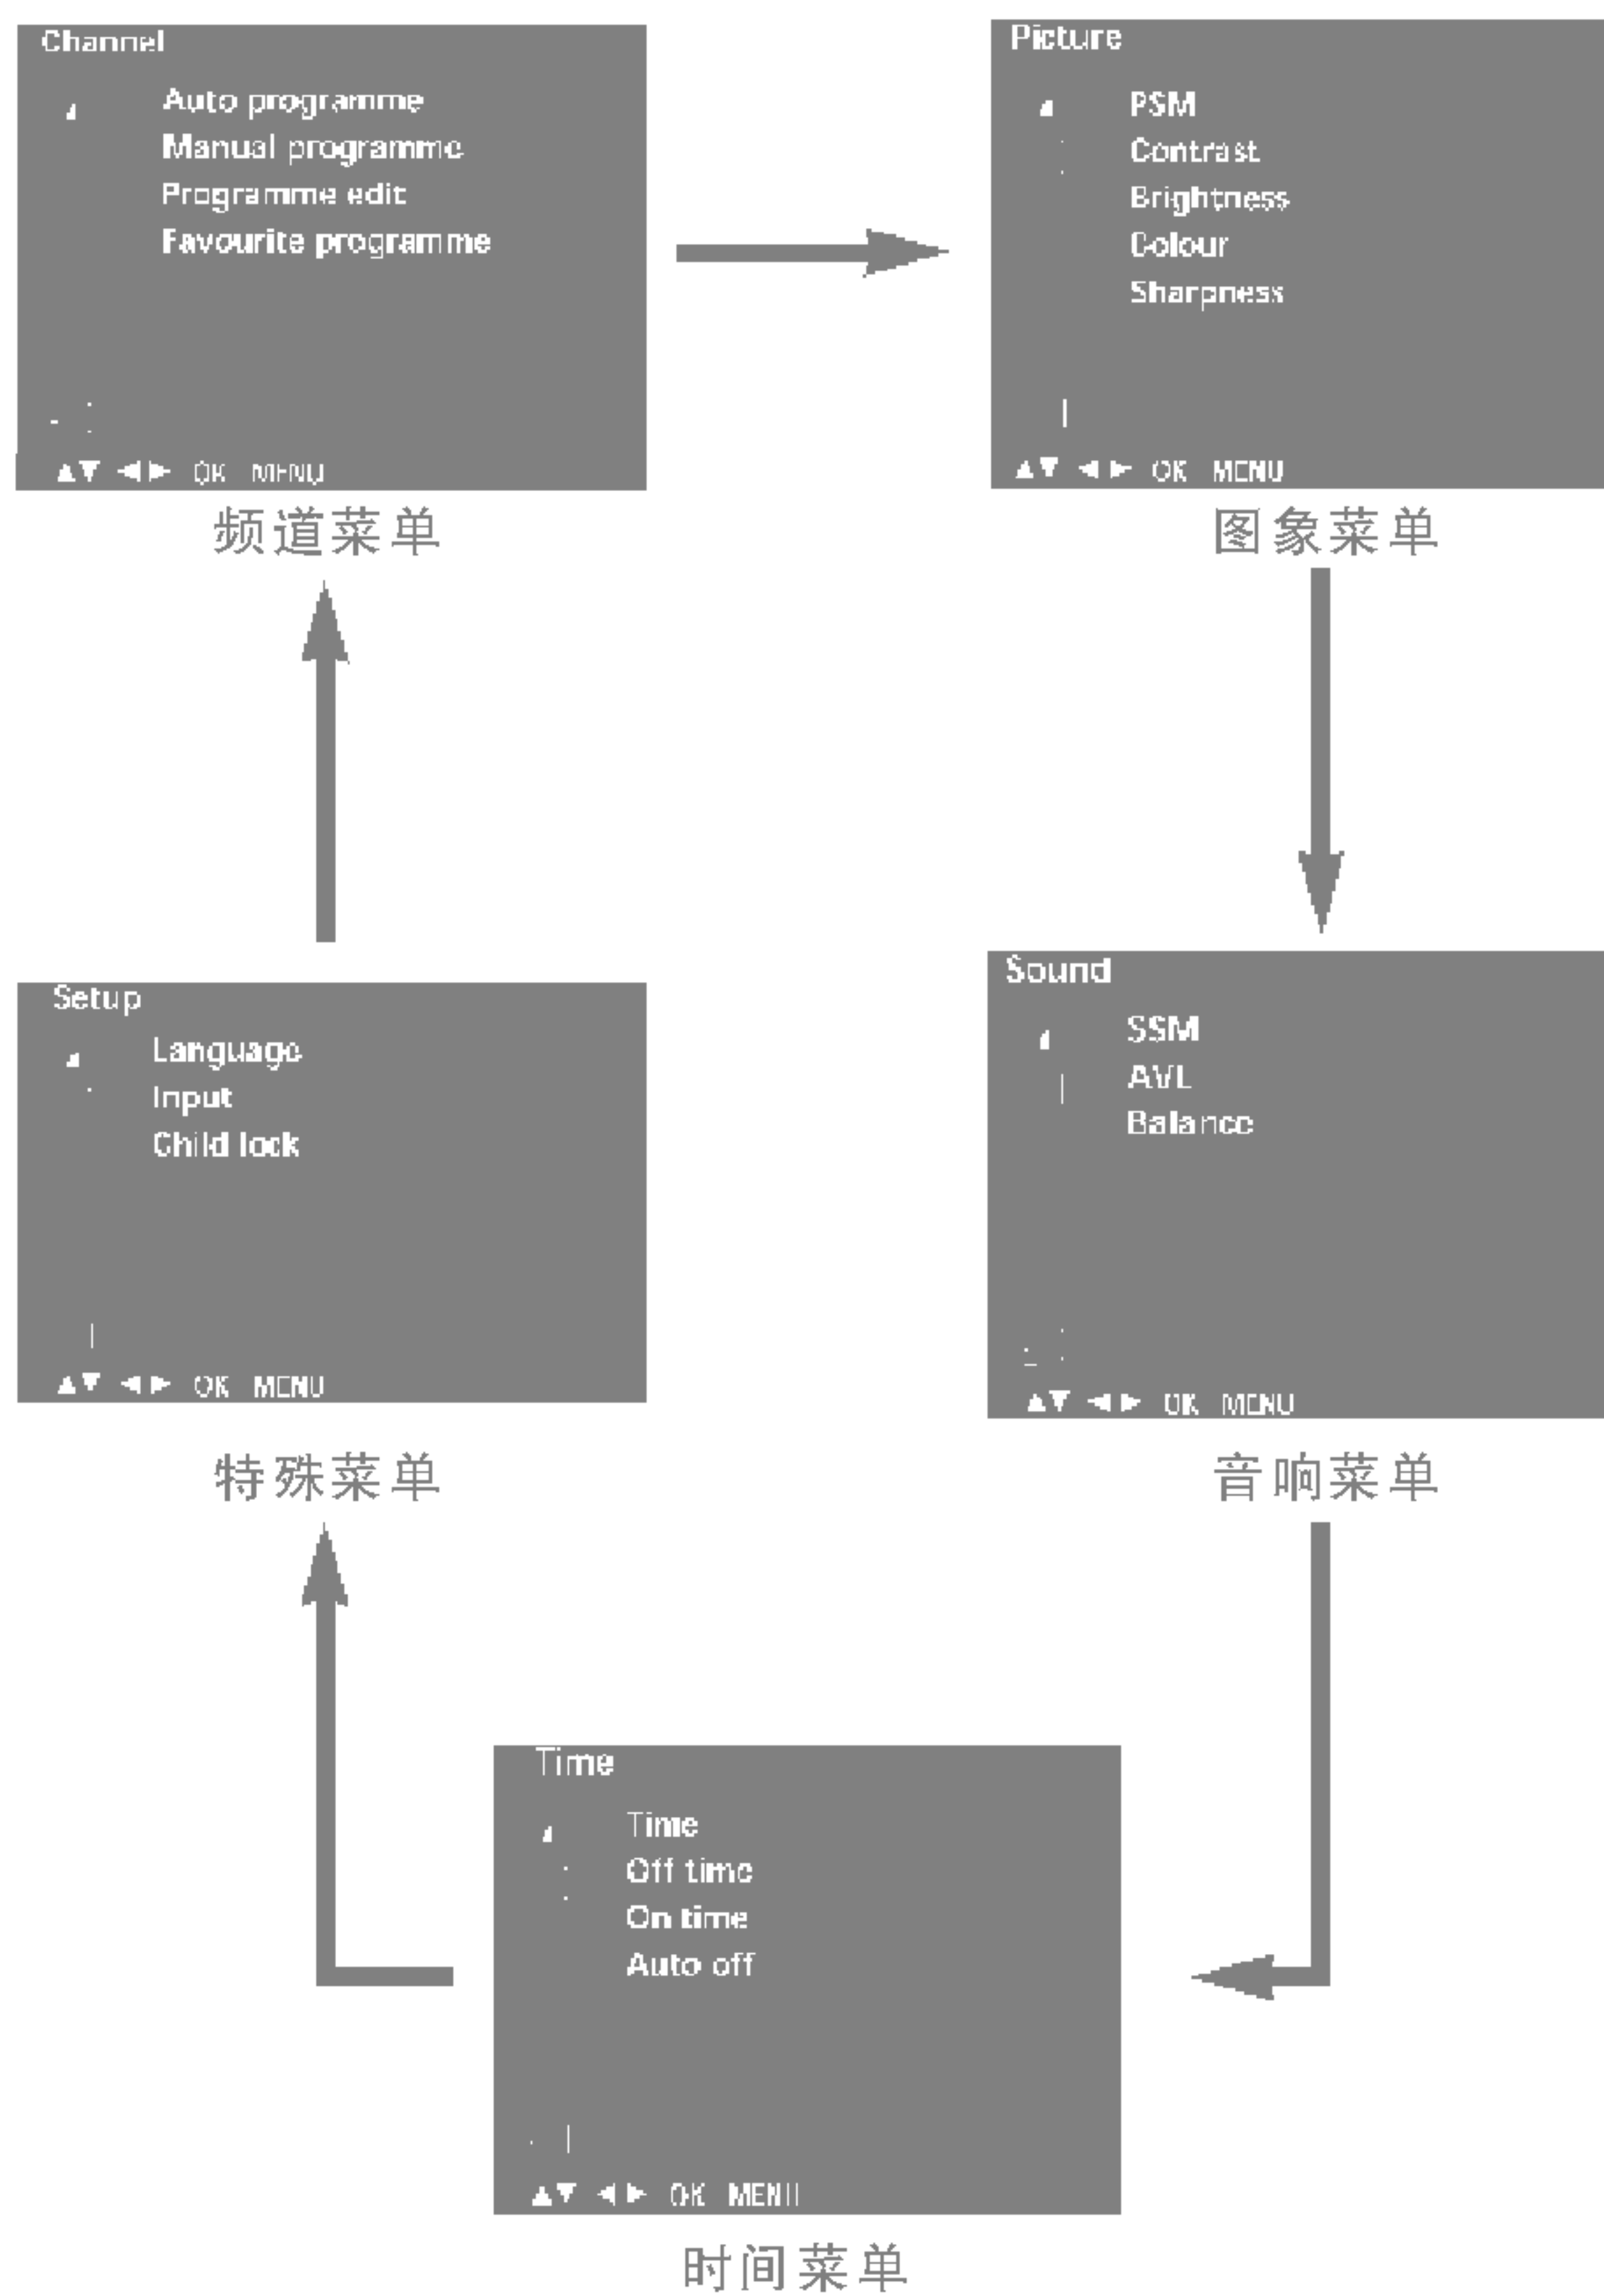 Channel
Auto programme
Manual programme
Programme edit
Favourite programme
▲▼ ◀▶ OK MENU
频道菜单
Picture
PSM
Contrast
Brightness
Colour
Sharpness
▲▼ ◀▶ OK MENU
图象菜单
Sound
SSM
AVL
Balance
▲▼ ◀▶ OK MENU
音响菜单
Time
Time
Off time
On time
Auto off
▲▼ ◀▶ OK MENU
时间菜单
Setup
Language
Input
Child lock
▲▼ ◀▶ OK MENU
特殊菜单